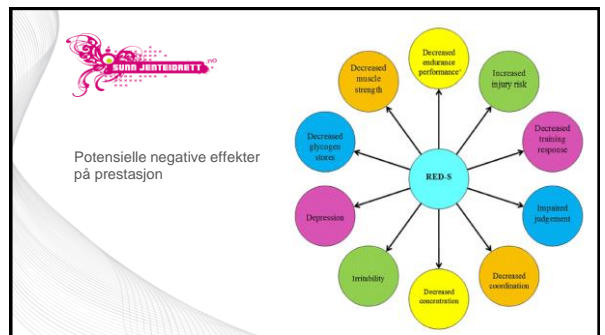 SUNN JENTEIDRETT.no
Potensielle negative effekter
på prestasjon
Decreased
endurance
performance*
Increased
injury risk
Decreased
training
response
Impaired
judgement
Decreased
coordination
Decreased
concentration
Irritability
Depression
Decreased
glycogen
stores
Decreased
muscle
strength
RED-S